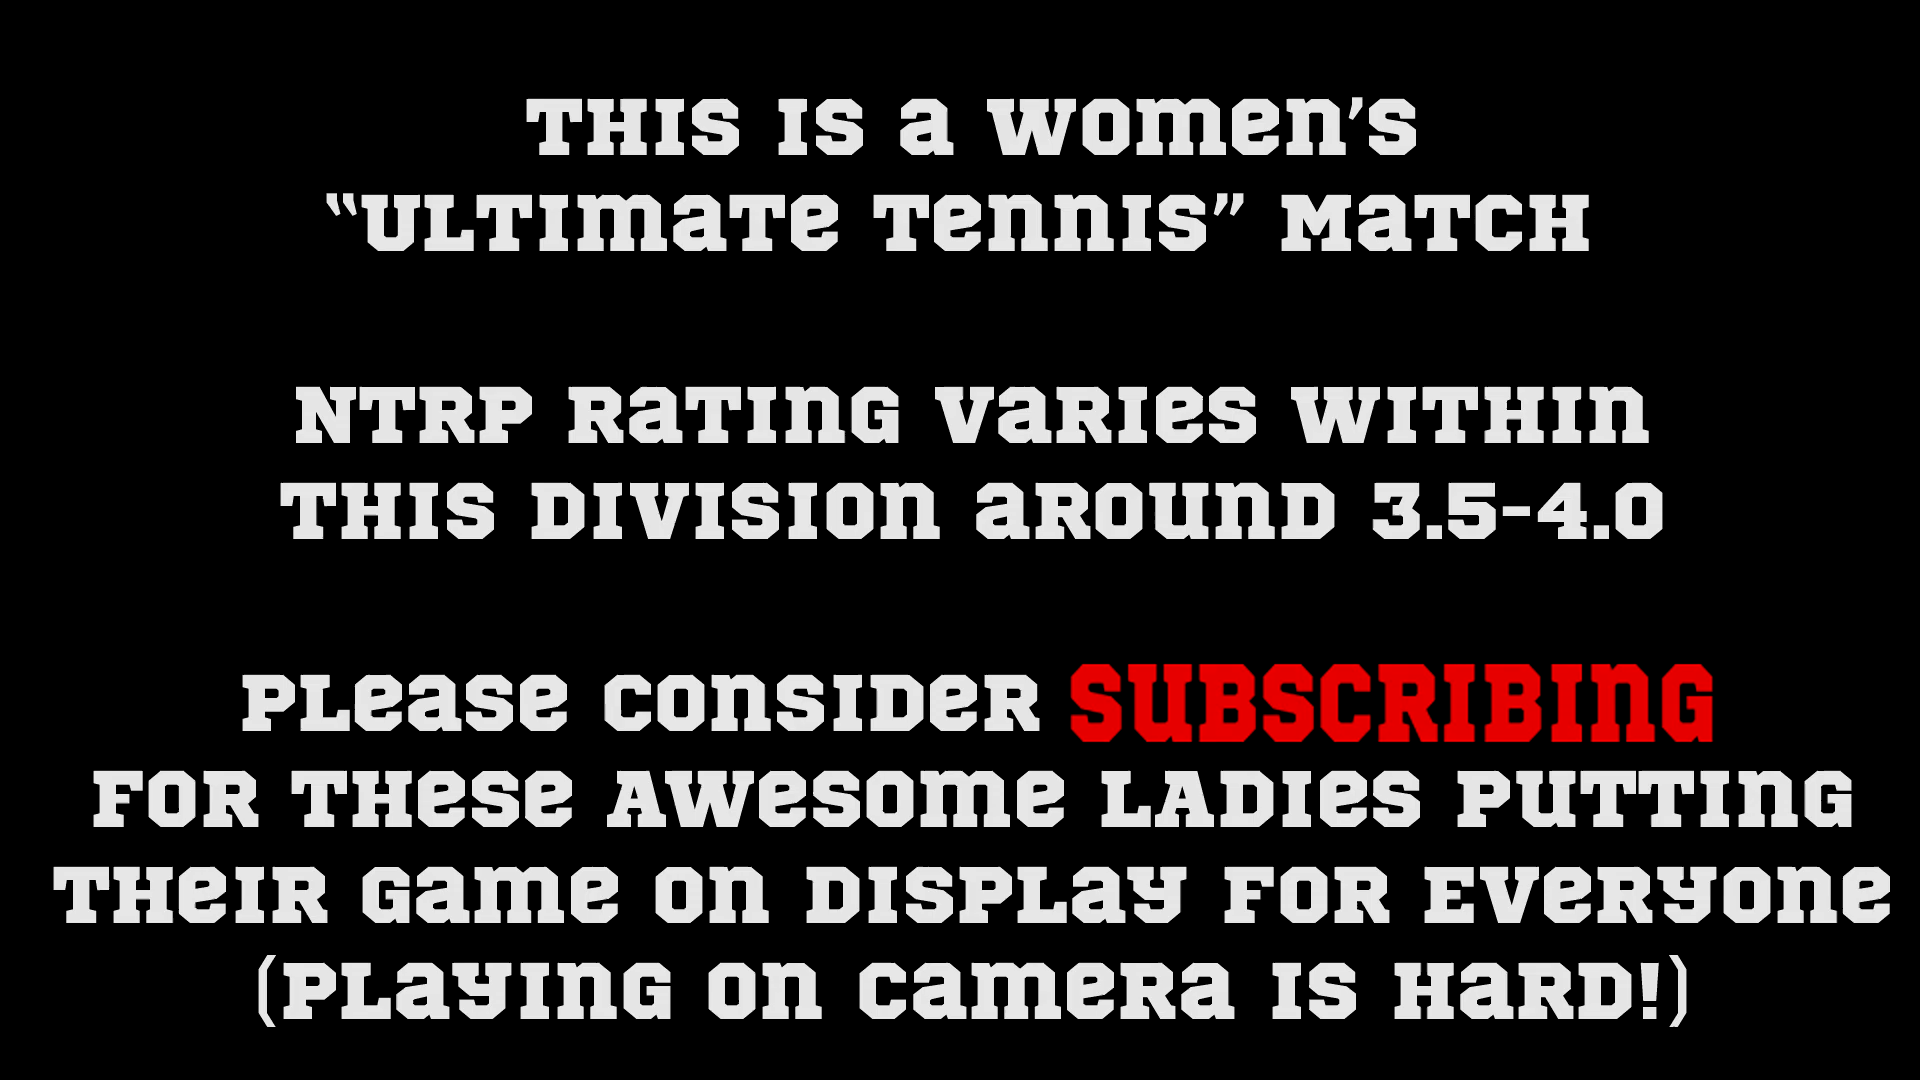 THIS IS A WOMEN'S
"ULTIMATE TENNIS" MATCH
NTRP RATING VARIES WITHIN
THIS DIVISION AROUND 3.5-4.0
PLEASE CONSIDER SUBSCRIBING
FOR THESE AWESOME LADIES PUTTING
THEIR GAME ON DISPLAY FOR EVERYONE
(PLAYING ON CAMERA IS HARD!)